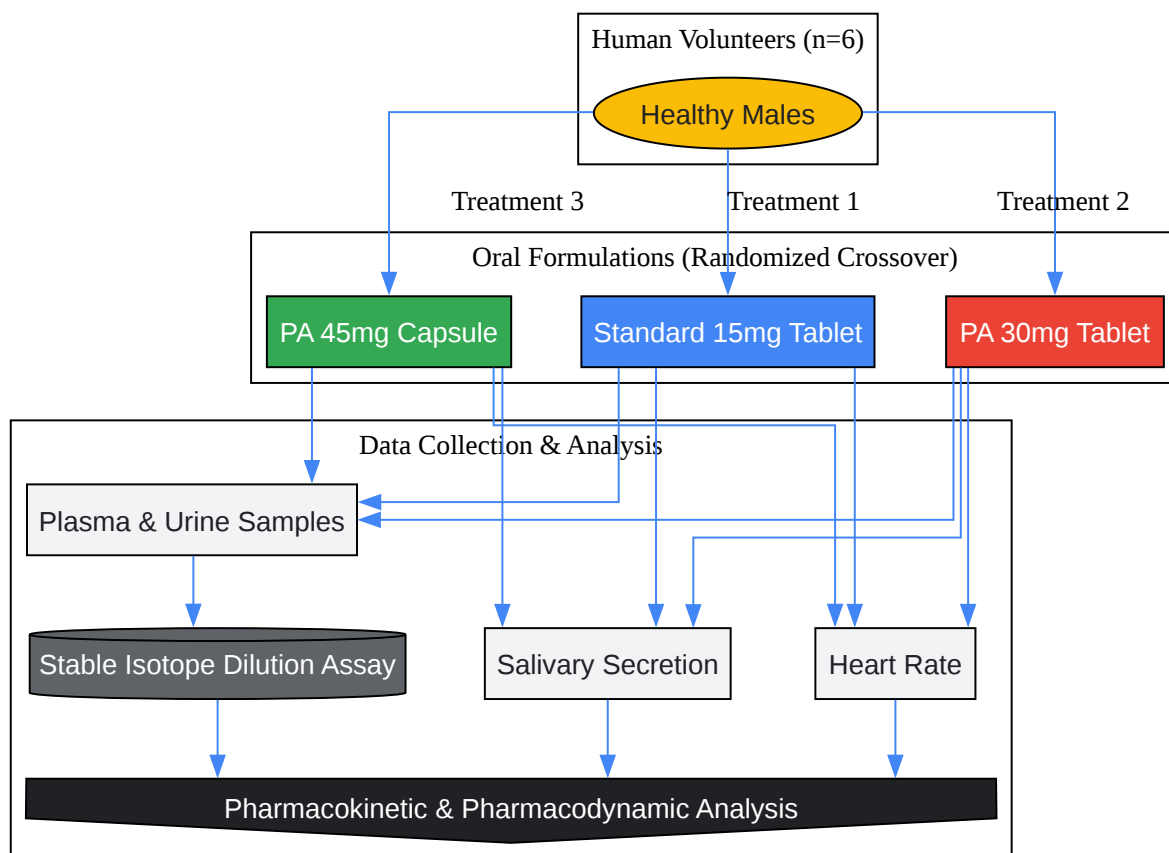 Human Volunteers (n=6)
Healthy Males
Treatment 3
Treatment 1
Treatment 2
Oral Formulations (Randomized Crossover)
PA 45mg Capsule
Standard 15mg Tablet
PA 30mg Tablet
Data Collection & Analysis
Plasma & Urine Samples
Stable Isotope Dilution Assay
Salivary Secretion
Heart Rate
Pharmacokinetic & Pharmacodynamic Analysis